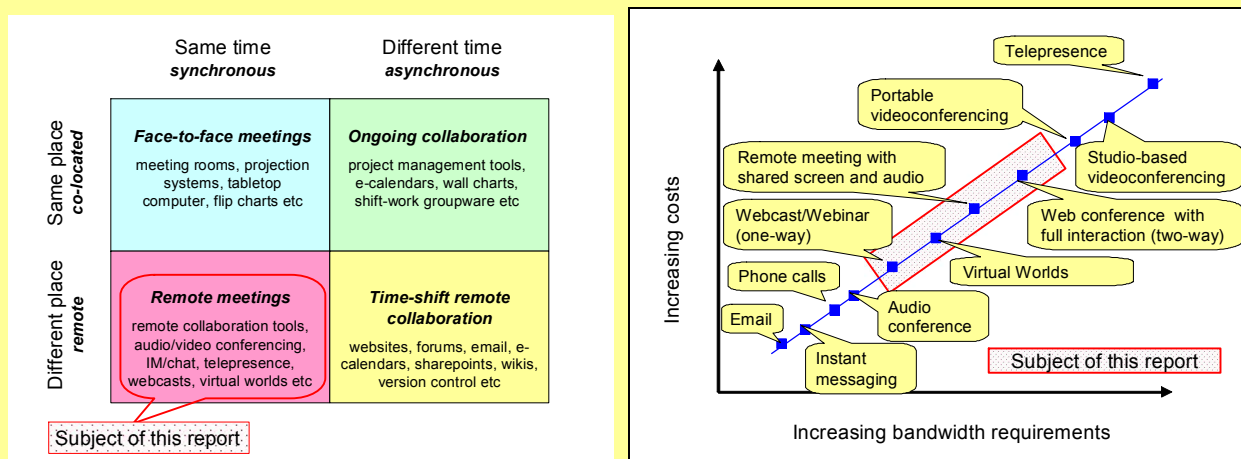 Same time
synchronous
Different time
asynchronous
Same place
co-located
Face-to-face meetings
meeting rooms, projection
systems, tabletop
computer, flip charts etc
Ongoing collaboration
project management tools,
e-calendars, wall charts,
shift-work groupware etc
Different place
remote
Remote meetings
remote collaboration tools,
audio/video conferencing,
IM/chat, telepresence,
webcasts, virtual worlds etc
Time-shift remote
collaboration
websites, forums, email, e-
calendars, sharepoints, wikis,
version control etc
Subject of this report
Increasing costs
Telepresence
Portable
videoconferencing
Studio-based
videoconferencing
Remote meeting with
shared screen and audio
Web conference with
full interaction (two-way)
Webcast/Webinar
(one-way)
Virtual Worlds
Phone calls
Audio
conference
Email
Instant
messaging
Subject of this report
Increasing bandwidth requirements